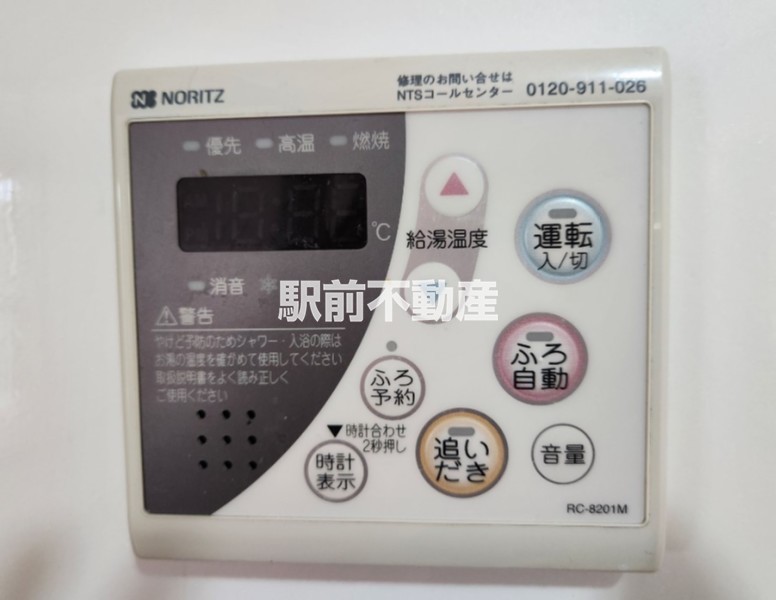 NORITZ
修理のお問い合せは
NTSコールセンター 0120-911-026
優先 高温 燃焼
℃
給湯温度
運転
入/切
消音
駅前不動産
警告
やけど予防のためシャワー・入浴の際は
お湯の温度を確かめて使用してください
取扱説明書をよく読み正しく
ご使用ください
ふろ
自動
ふろ
予約
▼時計合わせ
2秒押し
時計
表示
追い
だき
音量
RC-8201M